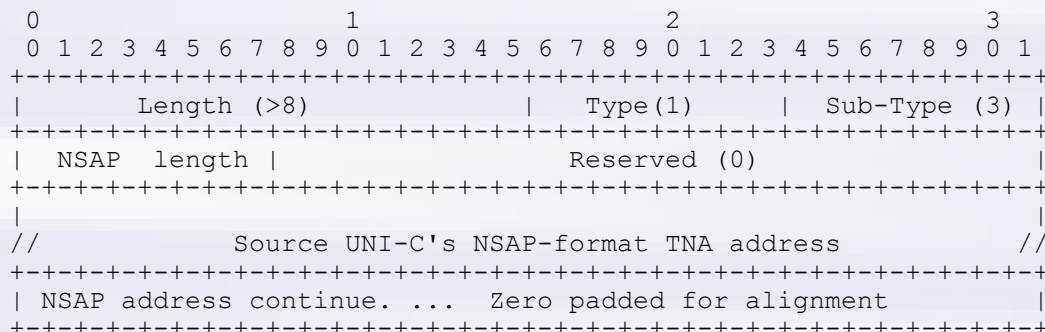 0                   1                   2                   3
 0 1 2 3 4 5 6 7 8 9 0 1 2 3 4 5 6 7 8 9 0 1 2 3 4 5 6 7 8 9 0 1
+-+-+-+-+-+-+-+-+-+-+-+-+-+-+-+-+-+-+-+-+-+-+-+-+-+-+-+-+-+-+-+-+
|       Length (>8)             |   Type(1)     |  Sub-Type (3) |
+-+-+-+-+-+-+-+-+-+-+-+-+-+-+-+-+-+-+-+-+-+-+-+-+-+-+-+-+-+-+-+-+
|  NSAP  length |                  Reserved (0)                 |
+-+-+-+-+-+-+-+-+-+-+-+-+-+-+-+-+-+-+-+-+-+-+-+-+-+-+-+-+-+-+-+-+
|                                                               |
//            Source UNI-C's NSAP-format TNA address           //
+-+-+-+-+-+-+-+-+-+-+-+-+-+-+-+-+-+-+-+-+-+-+-+-+-+-+-+-+-+-+-+-+
| NSAP address continue. ...  Zero padded for alignment         |
+-+-+-+-+-+-+-+-+-+-+-+-+-+-+-+-+-+-+-+-+-+-+-+-+-+-+-+-+-+-+-+-+